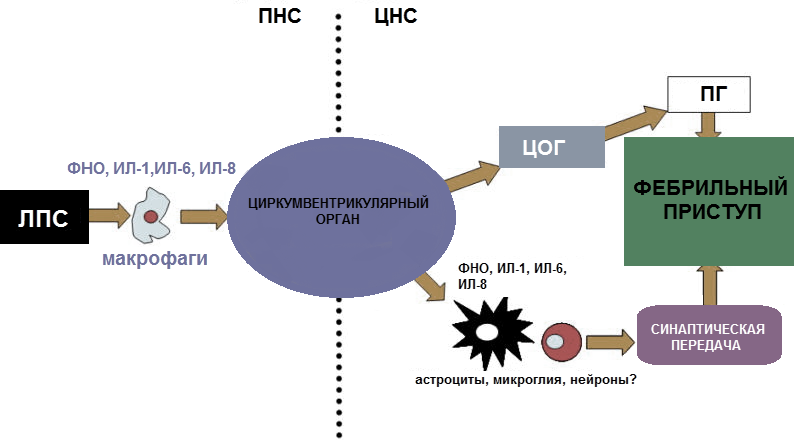 ПНС
ЦНС
ФНО, ИЛ-1,ИЛ-6, ИЛ-8
ЛПС
макрофаги
ЦИРКУМВЕНТРИКУЛЯРНЫЙ
ОРГАН
ЦОГ
ПГ
ФЕБРИЛЬНЫЙ
ПРИСТУП
ФНО, ИЛ-1, ИЛ-6,
ИЛ-8
астроциты, микроглия, нейроны?
СИНАПТИЧЕСКАЯ
ПЕРЕДАЧА